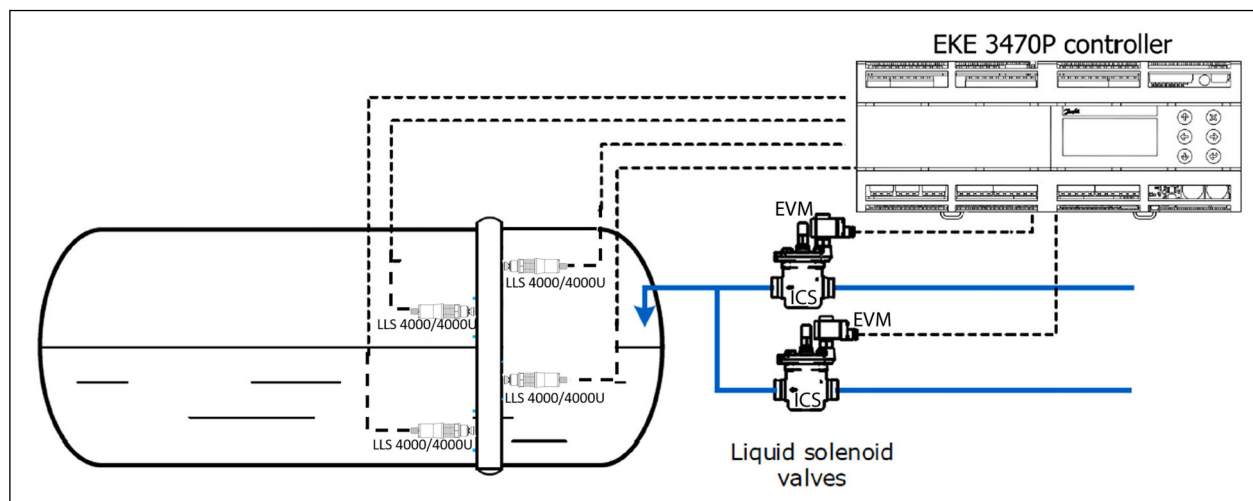 EKE 3470P controller
Danfoss
EVM
LLS 4000/4000U
ICS
LLS 4000/4000U
EVM
LLS 4000/4000U
ICS
LLS 4000/4000U
Liquid solenoid
valves